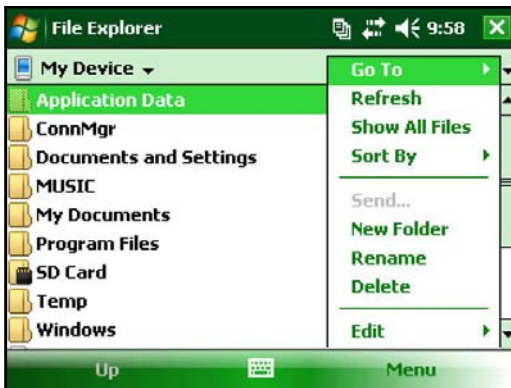 File Explorer 9:58
My Device
Application Data
ConnMgr
Documents and Settings
MUSIC
My Documents
Program Files
SD Card
Temp
Windows
Go To
Refresh
Show All Files
Sort By
Send...
New Folder
Rename
Delete
Edit
Up Menu